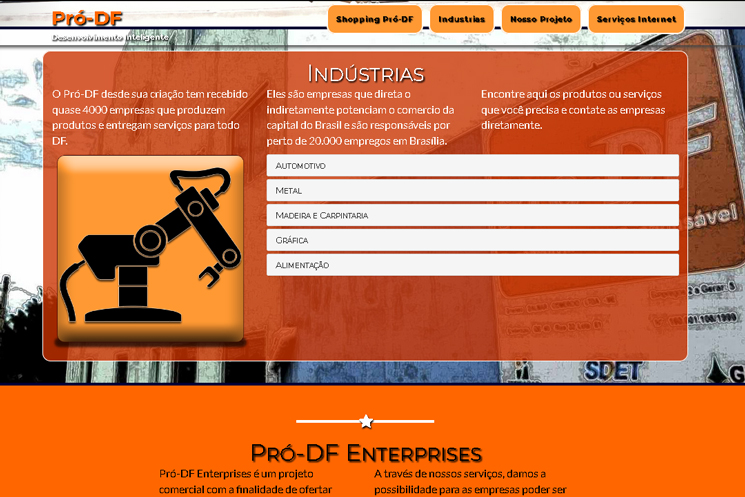 Pró-DF
Desenvolvimento Inteligente
Shopping Pró-DF
Industrias
Nosso Projeto
Serviços Internet
Indústrias
O Pró-DF desde sua criação tem recebido
quase 4000 empresas que produzem
produtos e entregam serviços para todo
DF.
Eles são empresas que direta o
indiretamente potenciam o comercio da
capital do Brasil e são responsáveis por
perto de 20.000 empregos em Brasília.
Encontre aqui os produtos ou serviços
que você precisa e contate as empresas
diretamente.
Automotivo
Metal
Madeira e Carpintaria
Gráfica
Alimentação
DF
SDET
Pró-DF Enterprises
Pró-DF Enterprises é um projeto
comercial com a finalidade de ofertar
A través de nossos serviços, damos a
possibilidade para as empresas poder ser